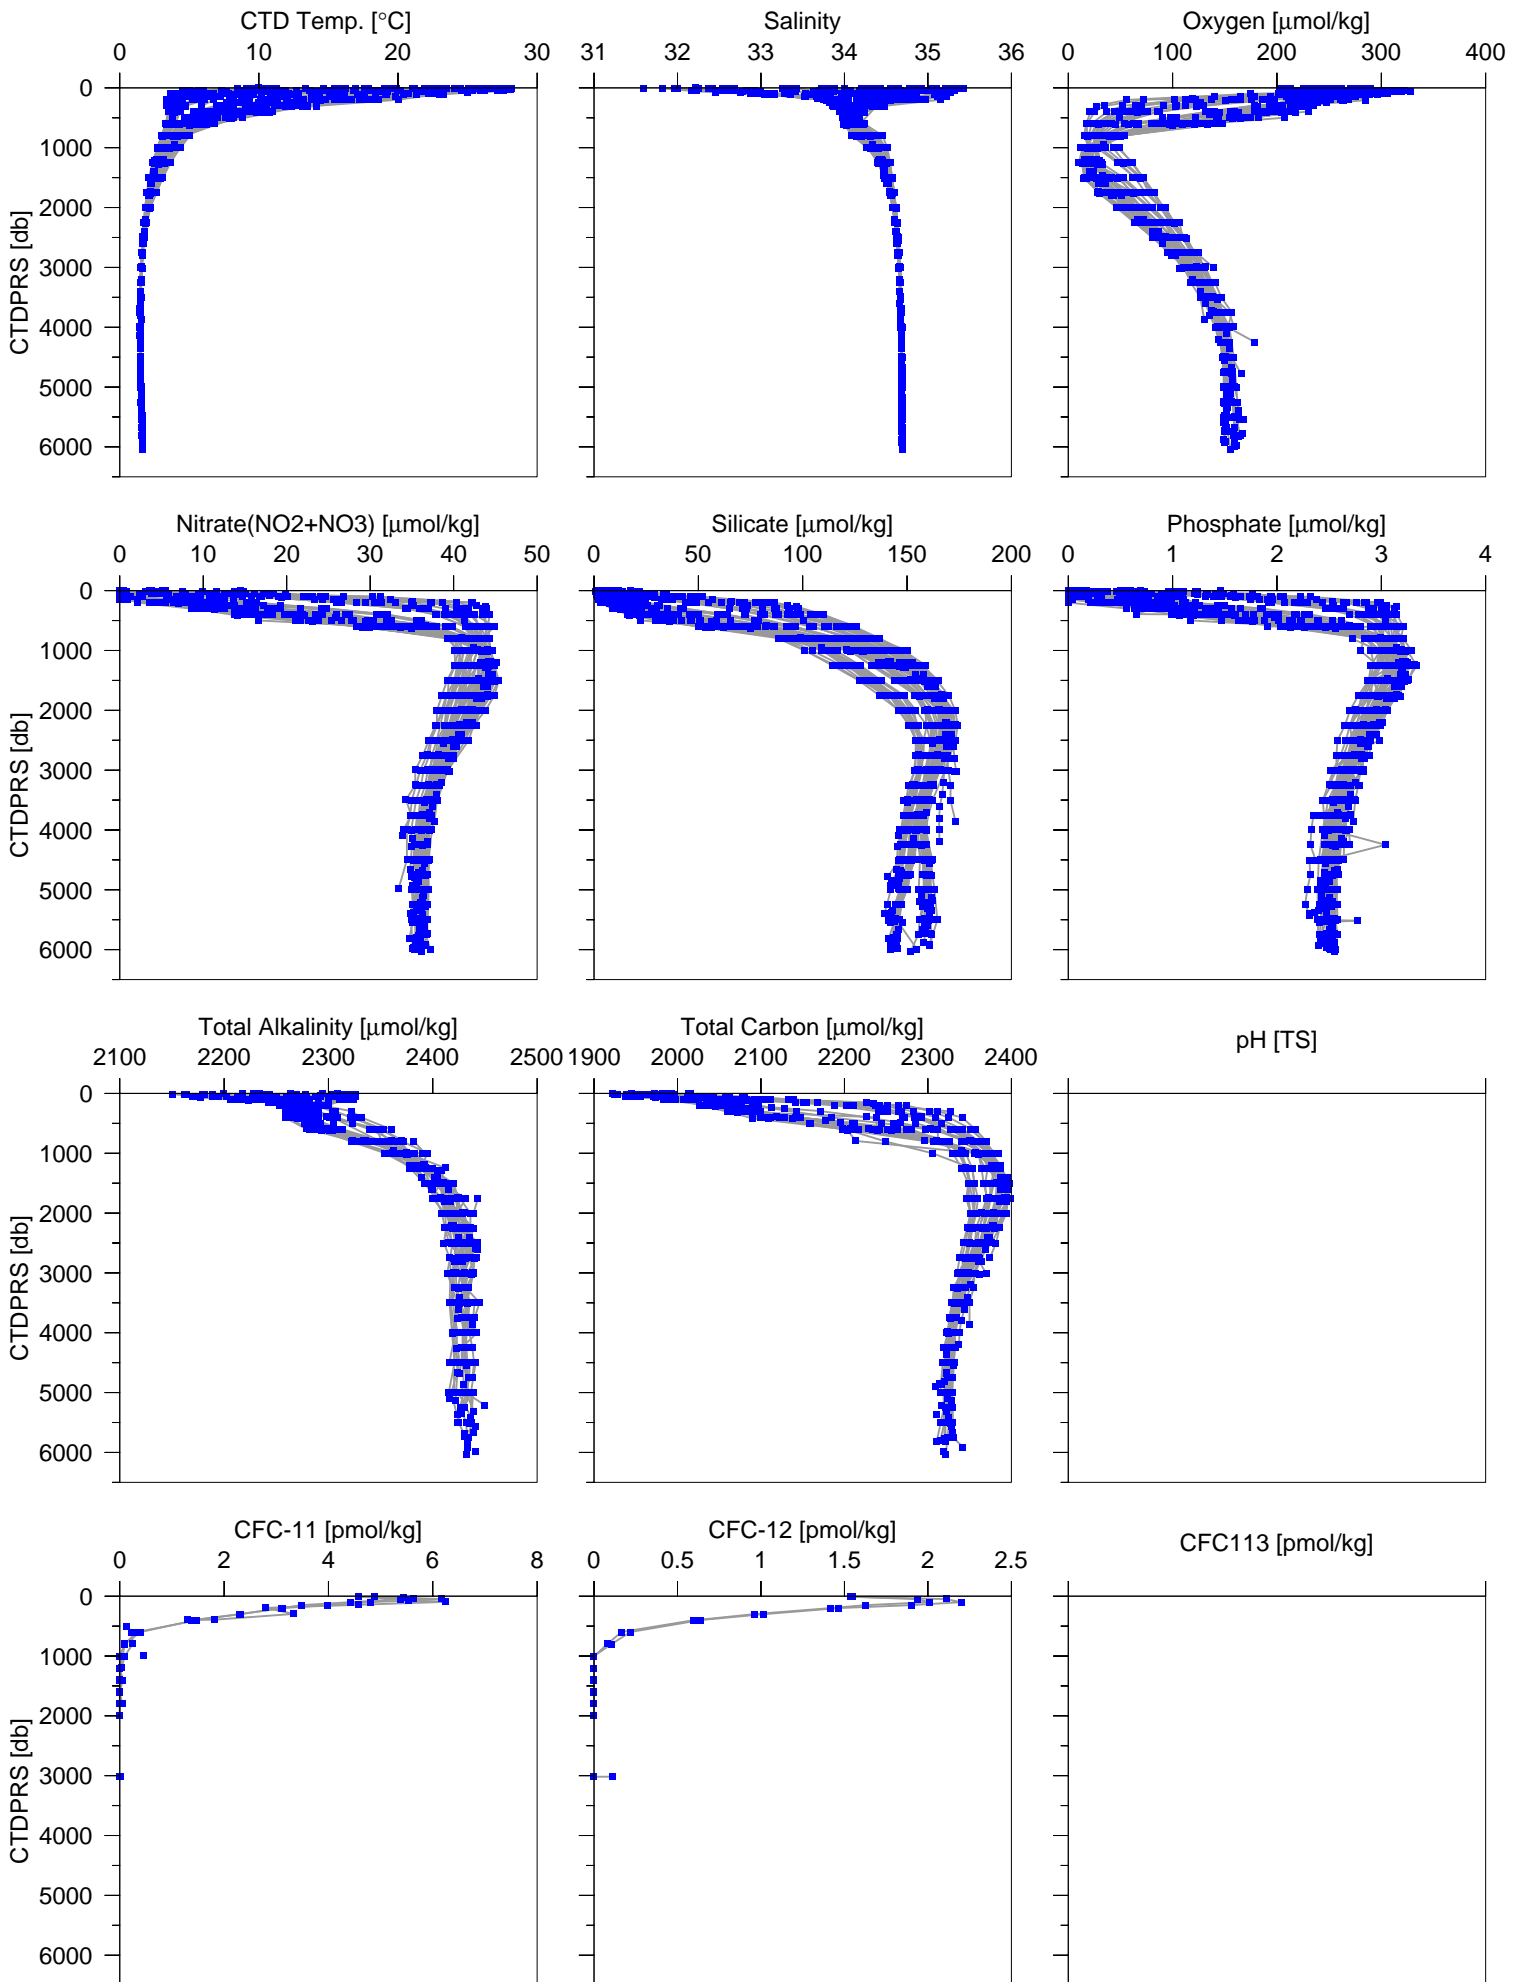 CTD Temp. [°C] Salinity Oxygen [µmol/kg]
0 10 20 30 31 32 33 34 35 36 0 100 200 300 400
0
1000
2000
3000
4000
5000
6000
CTDPRS [db]
Nitrate(NO2+NO3) [µmol/kg] Silicate [µmol/kg] Phosphate [µmol/kg]
0 10 20 30 40 50 0 50 100 150 200 0 1 2 3 4
0
1000
2000
3000
4000
5000
6000
CTDPRS [db]
Total Alkalinity [µmol/kg] Total Carbon [µmol/kg] pH [TS]
2100 2200 2300 2400 2500 1900 2000 2100 2200 2300 2400
0
1000
2000
3000
4000
5000
6000
CTDPRS [db]
CFC-11 [pmol/kg] CFC-12 [pmol/kg] CFC113 [pmol/kg]
0 2 4 6 8 0 0.5 1 1.5 2 2.5
0
1000
2000
3000
4000
5000
6000
CTDPRS [db]